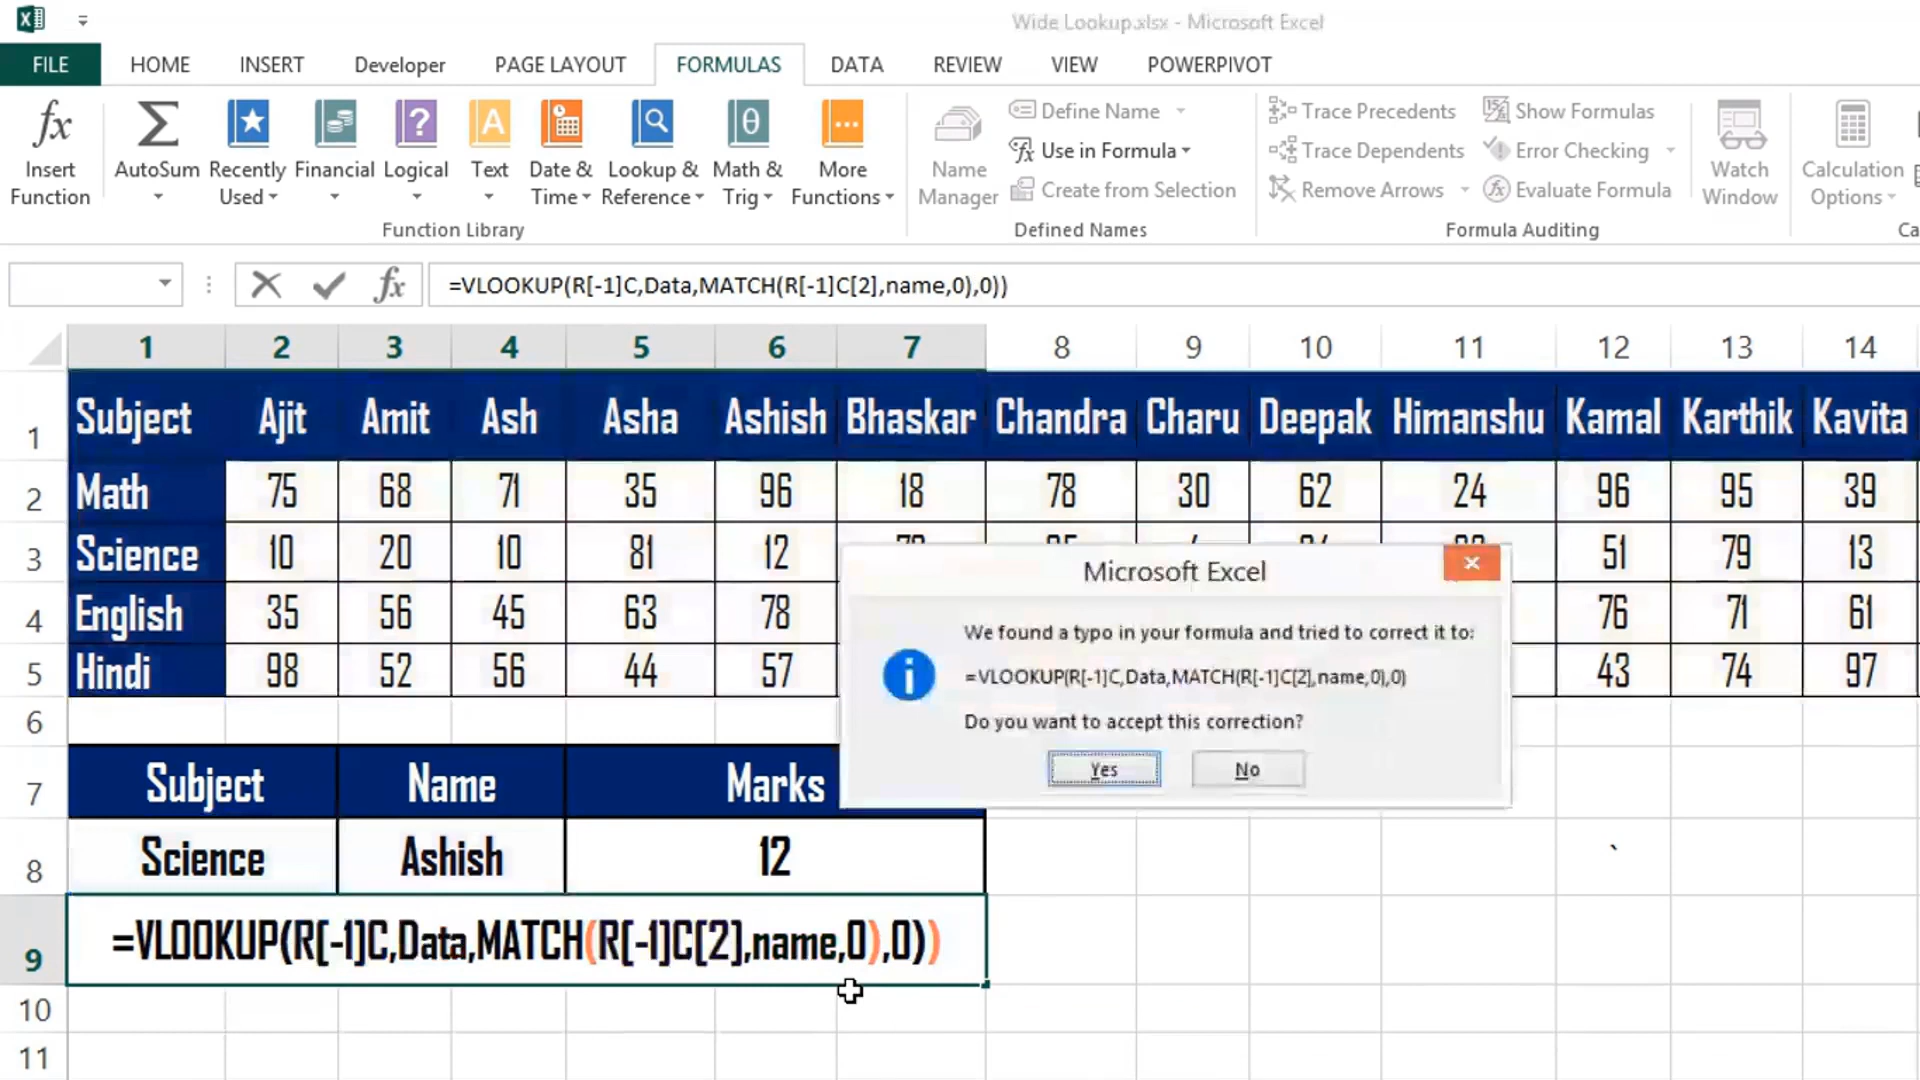 Wide Lookup.xlsx - Microsoft Excel
FILE HOME INSERT Developer PAGE LAYOUT FORMULAS DATA REVIEW VIEW POWERPIVOT
fx Insert Function
AutoSum
Recently Used
Financial
Logical
Text
Date & Time
Lookup & Reference
Math & Trig
More Functions
Function Library
Name Manager
Define Name
Use in Formula
Create from Selection
Defined Names
Trace Precedents
Trace Dependents
Remove Arrows
Show Formulas
Error Checking
Evaluate Formula
Watch Window
Formula Auditing
Calculation Options
Ca
fx =VLOOKUP(R[-1]C,Data,MATCH(R[-1]C[2],name,0),0))
1 2 3 4 5 6 7 8 9 10 11 12 13 14
1 Subject Ajit Amit Ash Asha Ashish Bhaskar Chandra Charu Deepak Himanshu Kamal Karthik Kavita
2 Math 75 68 71 35 96 18 78 30 62 24 96 95 39
3 Science 10 20 10 81 12 51 79 13
4 English 35 56 45 63 78 76 71 61
5 Hindi 98 52 56 44 57 43 74 97
6
7 Subject Name Marks
8 Science Ashish 12 `
9 =VLOOKUP(R[-1]C,Data,MATCH(R[-1]C[2],name,0),0))
10
11
Microsoft Excel
We found a typo in your formula and tried to correct it to:
=VLOOKUP(R[-1]C,Data,MATCH(R[-1]C[2],name,0),0)
Do you want to accept this correction?
Yes No